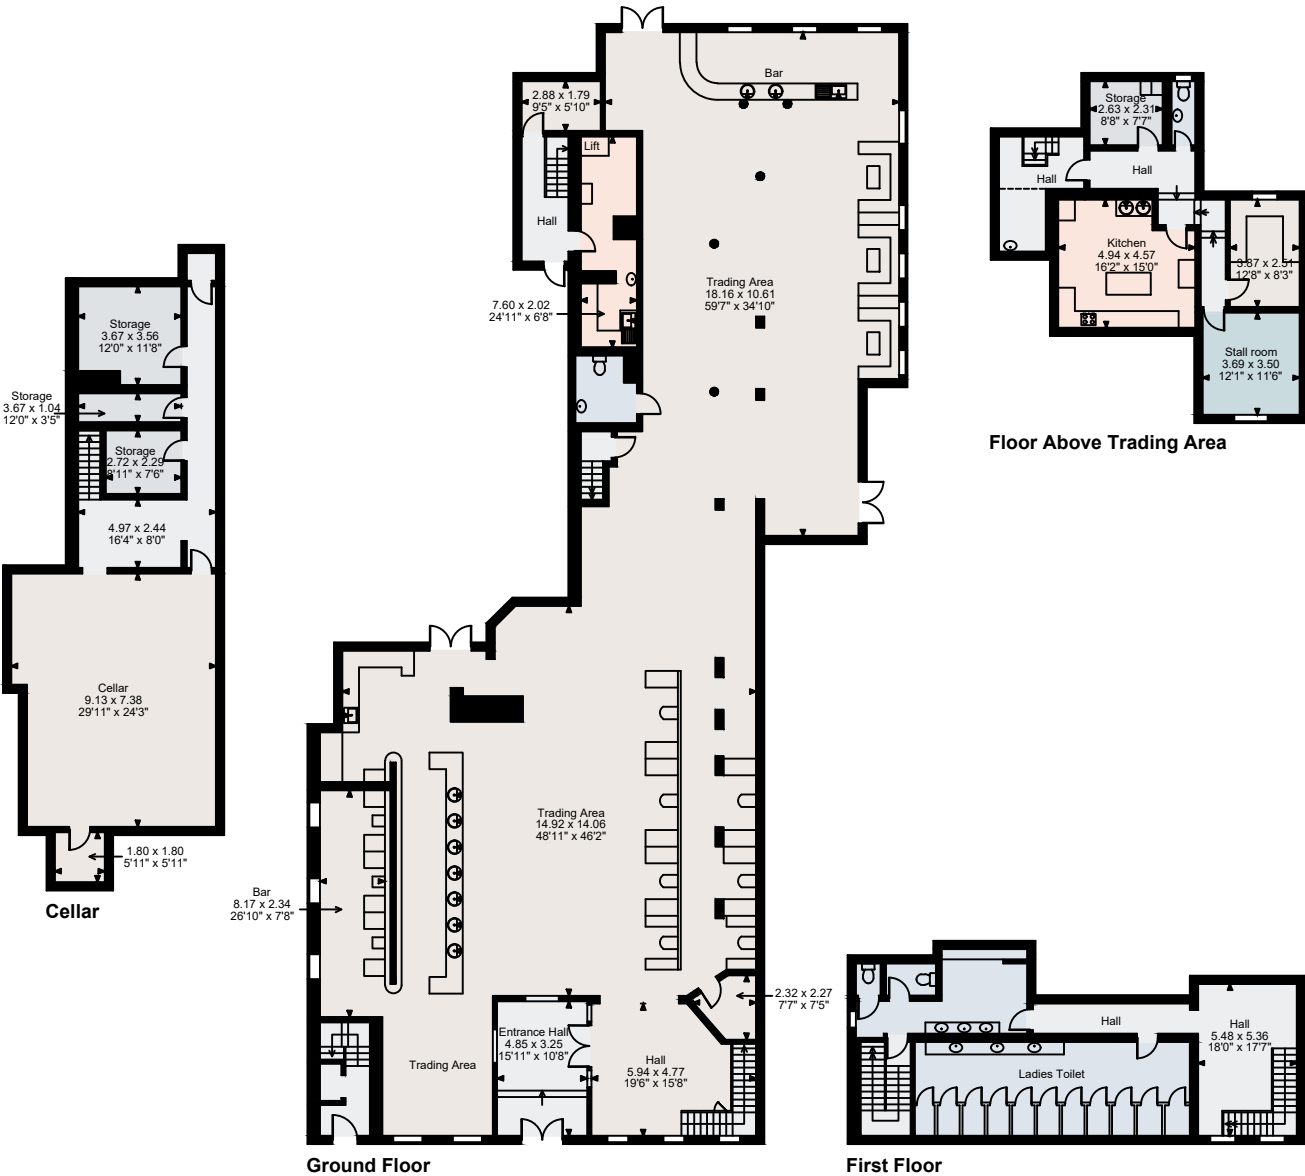 Storage
3.67 x 3.56
12'0" x 11'8"
Storage
3.67 x 1.04
12'0" x 3'5"
Storage
2.72 x 2.29
8'11" x 7'6"
4.97 x 2.44
16'4" x 8'0"
Cellar
9.13 x 7.38
29'11" x 24'3"
1.80 x 1.80
5'11" x 5'11"
Cellar
Bar
2.88 x 1.79
9'5" x 5'10"
Lift
Hall
Trading Area
18.16 x 10.61
59'7" x 34'10"
7.60 x 2.02
24'11" x 6'8"
Trading Area
14.92 x 14.06
48'11" x 46'2"
Bar
8.17 x 2.34
26'10" x 7'8"
2.32 x 2.27
7'7" x 7'5"
Entrance Hall
4.85 x 3.25
15'11" x 10'8"
Hall
5.94 x 4.77
19'6" x 15'8"
Trading Area
Ground Floor
Storage
2.63 x 2.31
8'8" x 7'7"
Hall
Hall
Kitchen
4.94 x 4.57
16'2" x 15'0"
3.87 x 2.51
12'8" x 8'3"
Stall room
3.69 x 3.50
12'1" x 11'6"
Floor Above Trading Area
Hall
Hall
5.48 x 5.36
18'0" x 17'7"
Ladies Toilet
First Floor